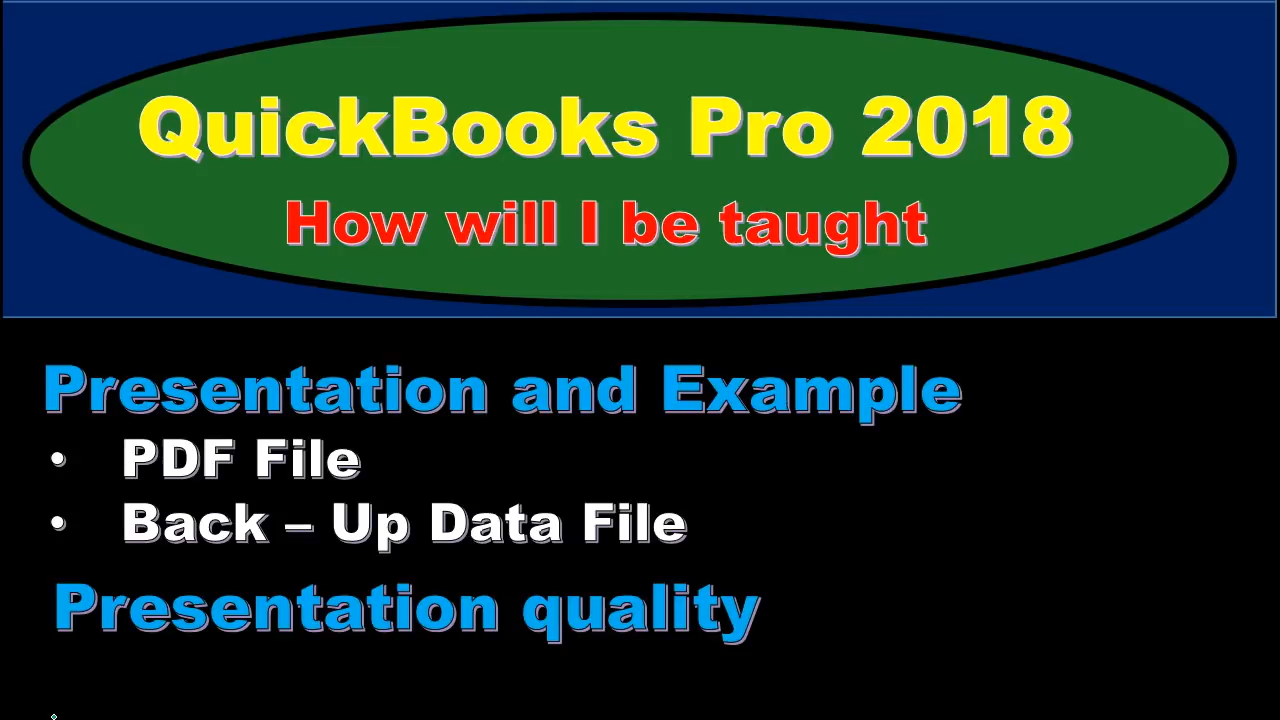 QuickBooks Pro 2018
How will I be taught
Presentation and Example
• PDF File
• Back – Up Data File
Presentation quality